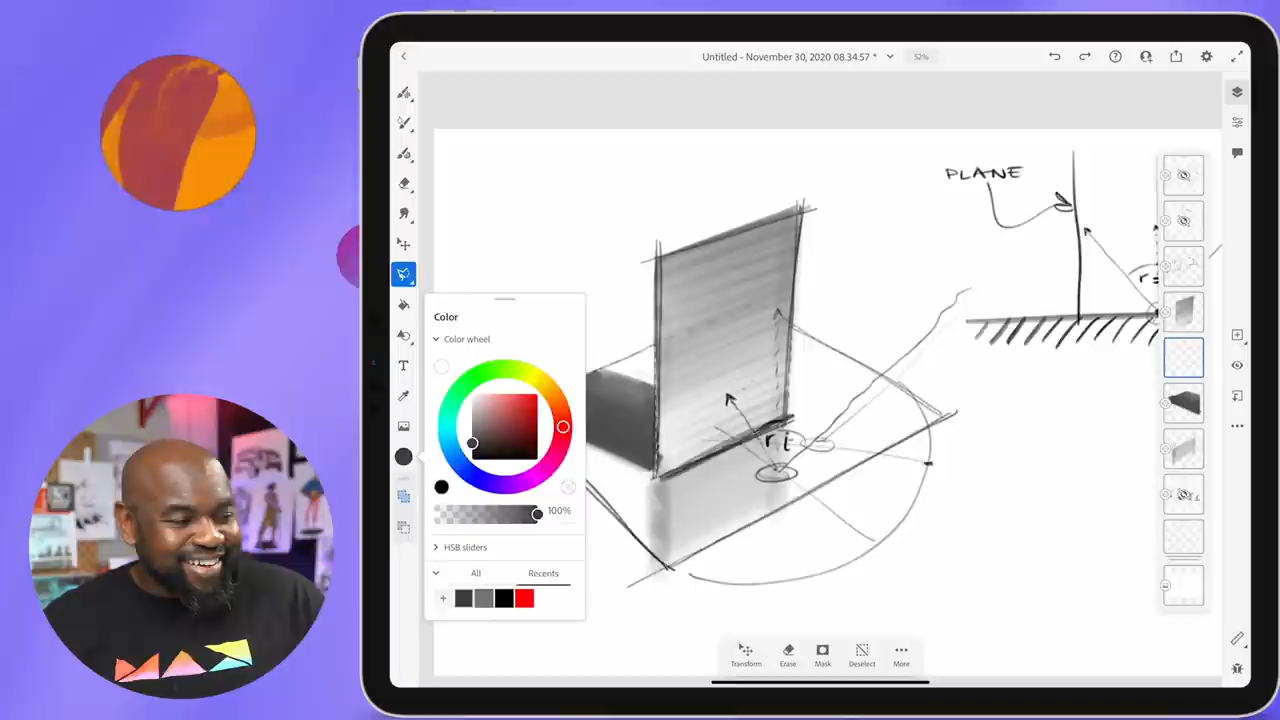 Untitled - November 30, 2020 08.34.57 *
52%
PLANE
r=
r i
Color
Color wheel
100%
HSB sliders
All
Recents
T
Transform
Erase
Mask
Deselect
More
MAX